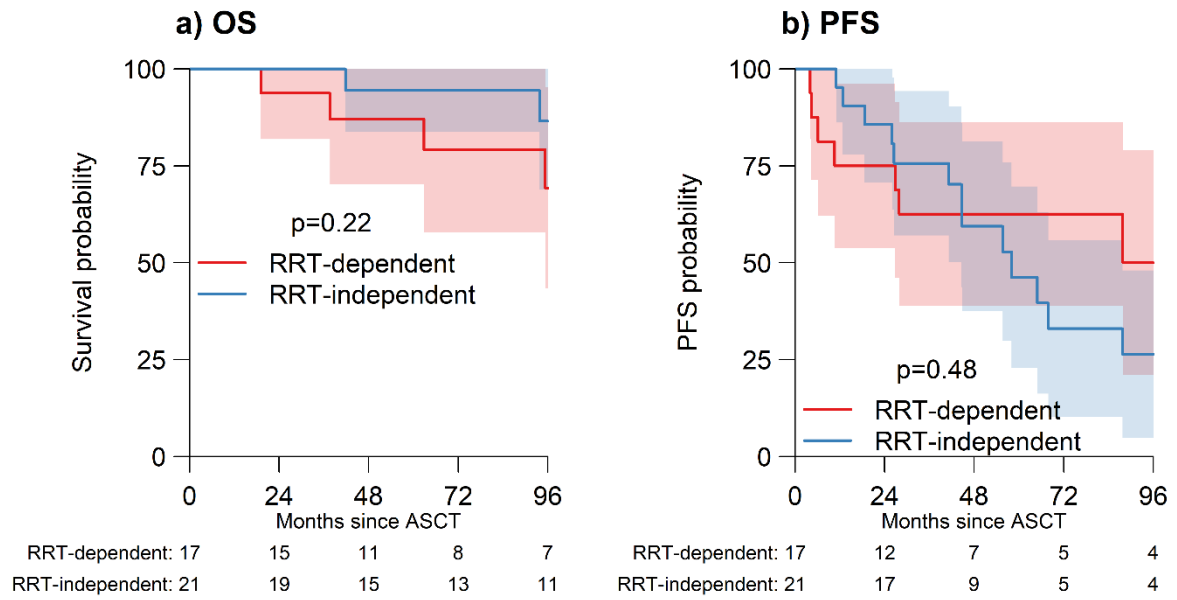 a) OS
100
75
50
25
0
Survival probability
p=0.22
RRT-dependent
RRT-independent
0 24 48 72 96
Months since ASCT
RRT-dependent: 17 15 11 8 7
RRT-independent: 21 19 15 13 11
b) PFS
100
75
50
25
0
PFS probability
p=0.48
RRT-dependent
RRT-independent
0 24 48 72 96
Months since ASCT
RRT-dependent: 17 12 7 5 4
RRT-independent: 21 17 9 5 4